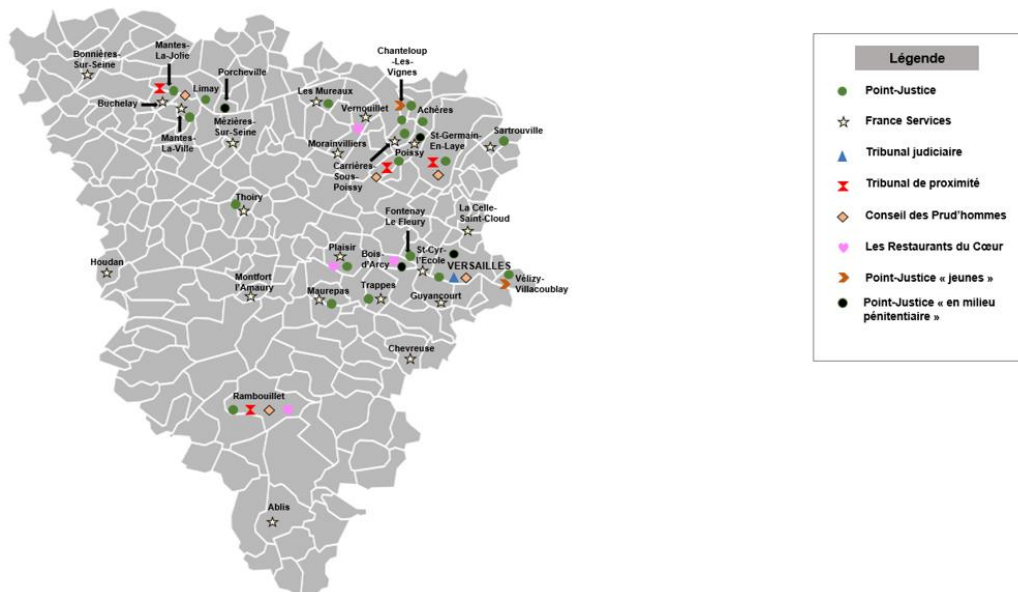 Bonnières-
Sur-Seine
Mantes-
La-Jolie
Porcheville
Limay
Buchelay
Mantes-
La-Ville
Mézières-
Sur-Seine
Les Mureaux
Vernouillet
Morainvilliers
Chanteloup
-Les-
Vignes
Achères
St-Germain-
En-Laye
Sartrouville
Poissy
Carrières
Sous-
Poissy
Thoiry
Fontenay
Le Fleury
La Celle-
Saint-Cloud
Houdan
Plaisir
Bois-
d'Arcy
St-Cyr-
l'Ecole
VERSAILLES
Vélizy-
Villacoublay
Montfort
l'Amaury
Maurepas
Trappes
Guyancourt
Chevreuse
Rambouillet
Ablis
Légende
Point-Justice
France Services
Tribunal judiciaire
Tribunal de proximité
Conseil des Prud'hommes
Les Restaurants du Cœur
Point-Justice « jeunes »
Point-Justice « en milieu
pénitentiaire »